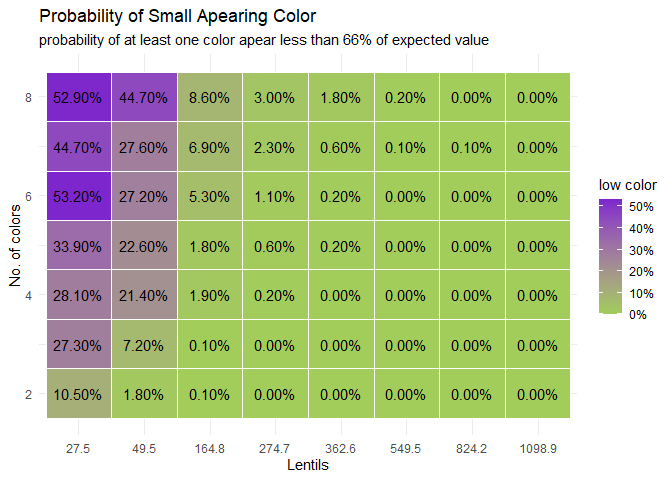 Probability of Small Apearing Color
probability of at least one color apear less than 66% of expected value
No. of colors
8
6
4
2
52.90% 44.70% 8.60% 3.00% 1.80% 0.20% 0.00% 0.00%
44.70% 27.60% 6.90% 2.30% 0.60% 0.10% 0.10% 0.00%
53.20% 27.20% 5.30% 1.10% 0.20% 0.00% 0.00% 0.00%
33.90% 22.60% 1.80% 0.60% 0.20% 0.00% 0.00% 0.00%
28.10% 21.40% 1.90% 0.20% 0.00% 0.00% 0.00% 0.00%
27.30% 7.20% 0.10% 0.00% 0.00% 0.00% 0.00% 0.00%
10.50% 1.80% 0.10% 0.00% 0.00% 0.00% 0.00% 0.00%
27.5 49.5 164.8 274.7 362.6 549.5 824.2 1098.9
Lentils
low color
50%
40%
30%
20%
10%
0%